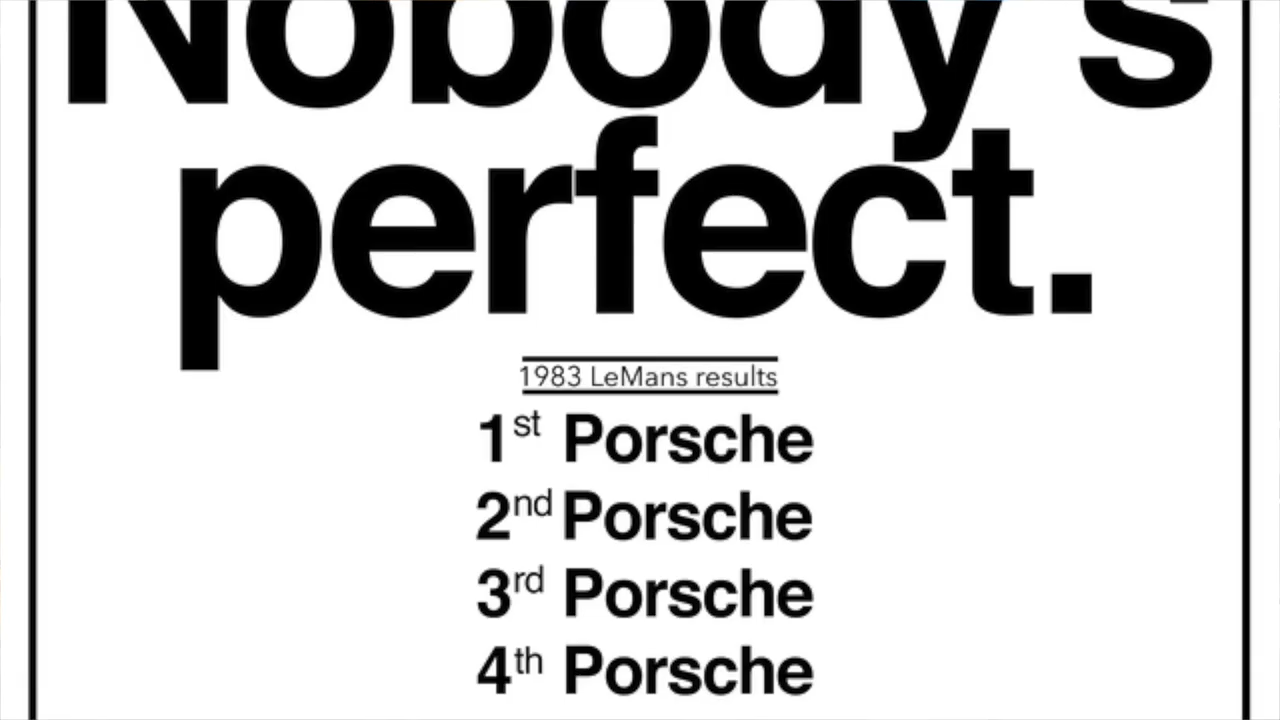 Nobody's
perfect.
1983 LeMans results
1st Porsche
2nd Porsche
3rd Porsche
4th Porsche